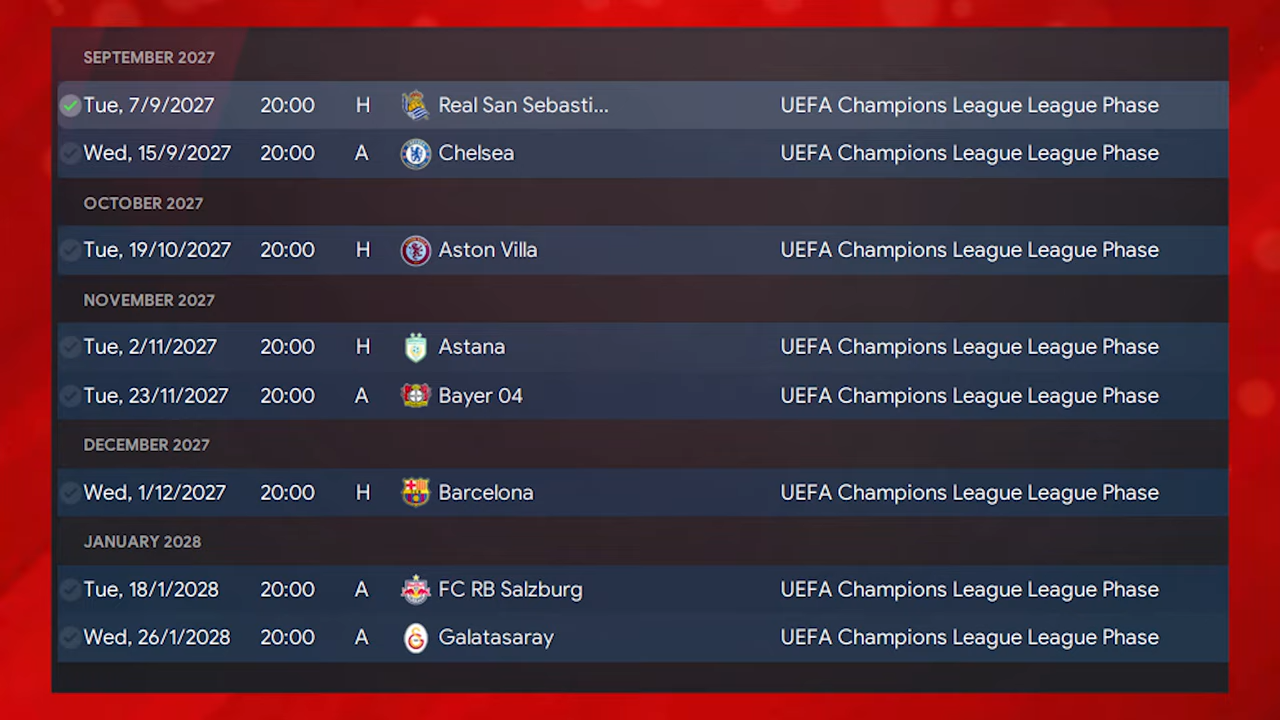 SEPTEMBER 2027
Tue, 7/9/2027 20:00 H Real San Sebasti... UEFA Champions League League Phase
Wed, 15/9/2027 20:00 A Chelsea UEFA Champions League League Phase
OCTOBER 2027
Tue, 19/10/2027 20:00 H Aston Villa UEFA Champions League League Phase
NOVEMBER 2027
Tue, 2/11/2027 20:00 H Astana UEFA Champions League League Phase
Tue, 23/11/2027 20:00 A Bayer 04 UEFA Champions League League Phase
DECEMBER 2027
Wed, 1/12/2027 20:00 H Barcelona UEFA Champions League League Phase
JANUARY 2028
Tue, 18/1/2028 20:00 A FC RB Salzburg UEFA Champions League League Phase
Wed, 26/1/2028 20:00 A Galatasaray UEFA Champions League League Phase